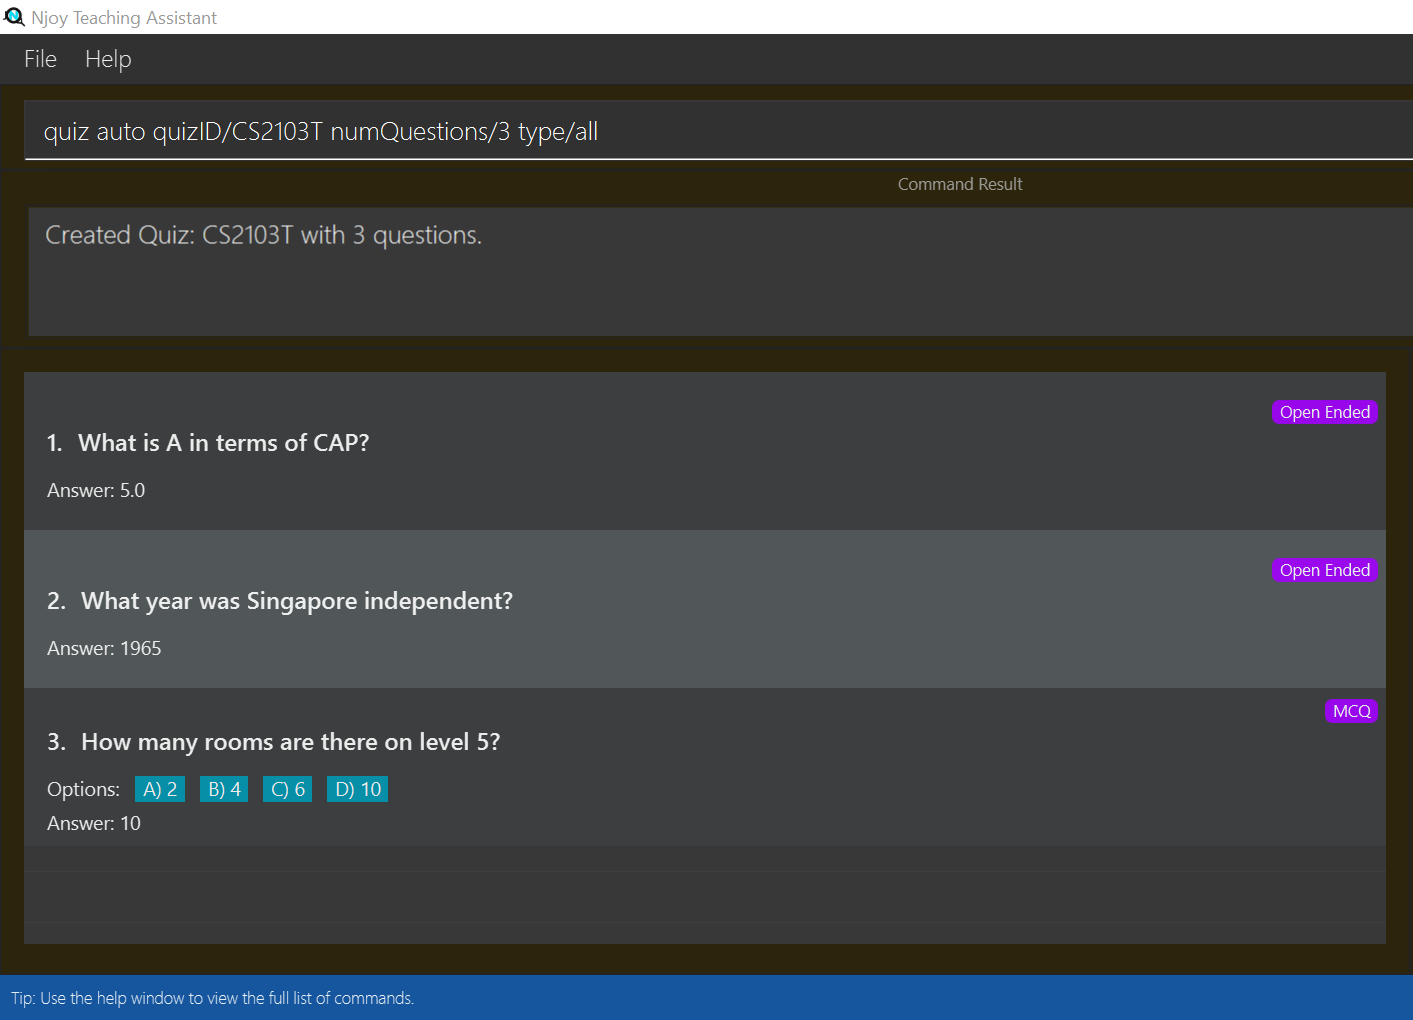 Njoy Teaching Assistant
File Help
quiz auto quizID/CS2103T numQuestions/3 type/all
Command Result
Created Quiz: CS2103T with 3 questions.
Open Ended
1. What is A in terms of CAP?
Answer: 5.0
Open Ended
2. What year was Singapore independent?
Answer: 1965
MCQ
3. How many rooms are there on level 5?
Options: A) 2 B) 4 C) 6 D) 10
Answer: 10
Tip: Use the help window to view the full list of commands.